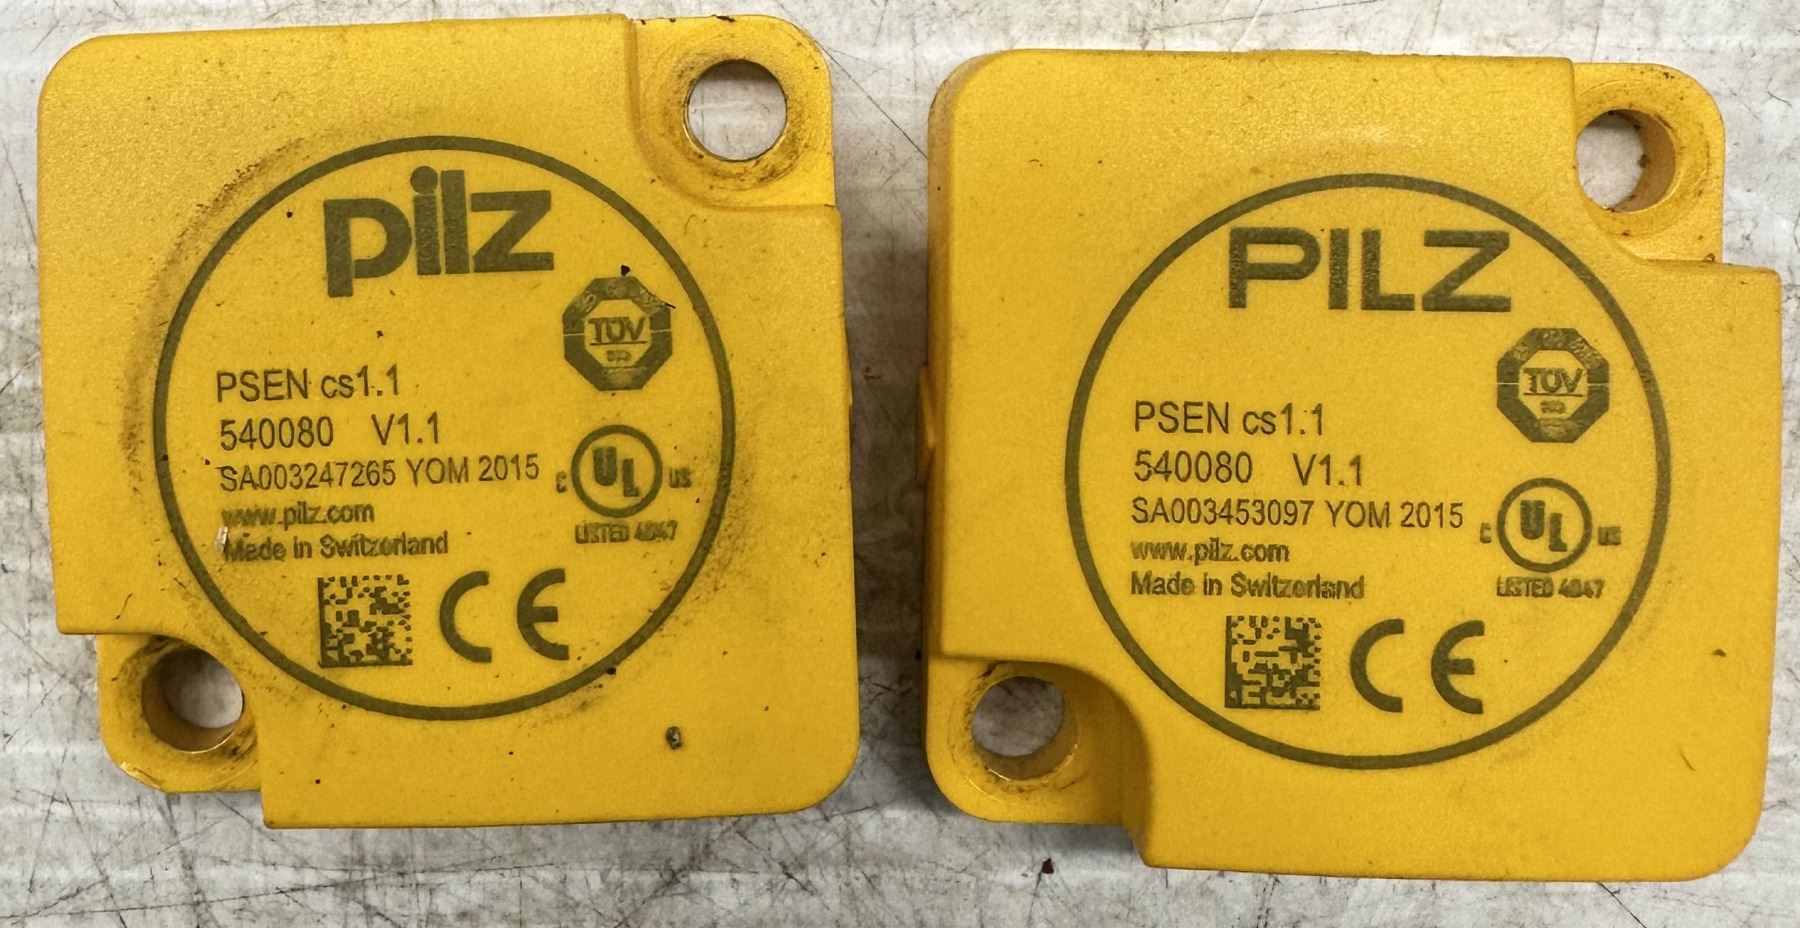 pilz
TÜV
PSEN cs1.1
540080 V1.1
SA003247265 YOM 2015
C UL US
www.pilz.com
LISTED 4047
Made in Switzerland
CE
PILZ
TÜV
PSEN cs1.1
540080 V1.1
SA003453097 YOM 2015
C UL US
www.pilz.com
LISTED 4047
Made in Switzerland
CE